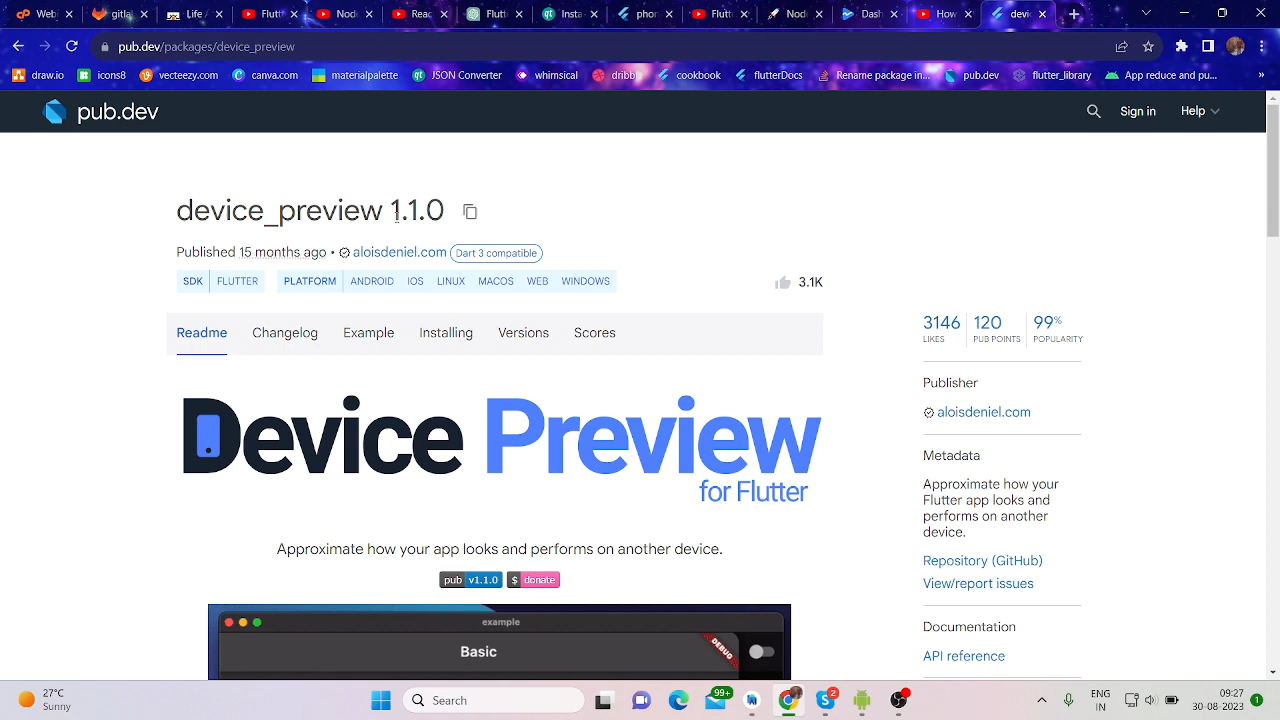 Webj
gitlei
Life
Flutt
Node
Reac
Flutt
Insta
phon
Flutt
Node
Dash
How
devic
pub.dev/packages/device_preview
draw.io
icons8
vecteezy.com
canva.com
materialpalette
JSON Converter
whimsical
dribb
cookbook
flutterDocs
Rename package in...
pub.dev
flutter_library
App reduce and pu...
»
pub.dev
Sign in
Help
device_preview 1.1.0
Published 15 months ago • aloisdeniel.com Dart 3 compatible
SDK FLUTTER PLATFORM ANDROID IOS LINUX MACOS WEB WINDOWS
3.1K
Readme Changelog Example Installing Versions Scores
3146 120 99%
LIKES PUB POINTS POPULARITY
Publisher
aloisdeniel.com
Metadata
Approximate how your
Flutter app looks and
performs on another
device.
Repository (GitHub)
View/report issues
Documentation
API reference
Device Preview
for Flutter
Approximate how your app looks and performs on another device.
pub v1.1.0 $ donate
example
Basic
DEBUG
27°C
Sunny
Search
99+
2
ENG
IN
09:27
30-08-2023
1